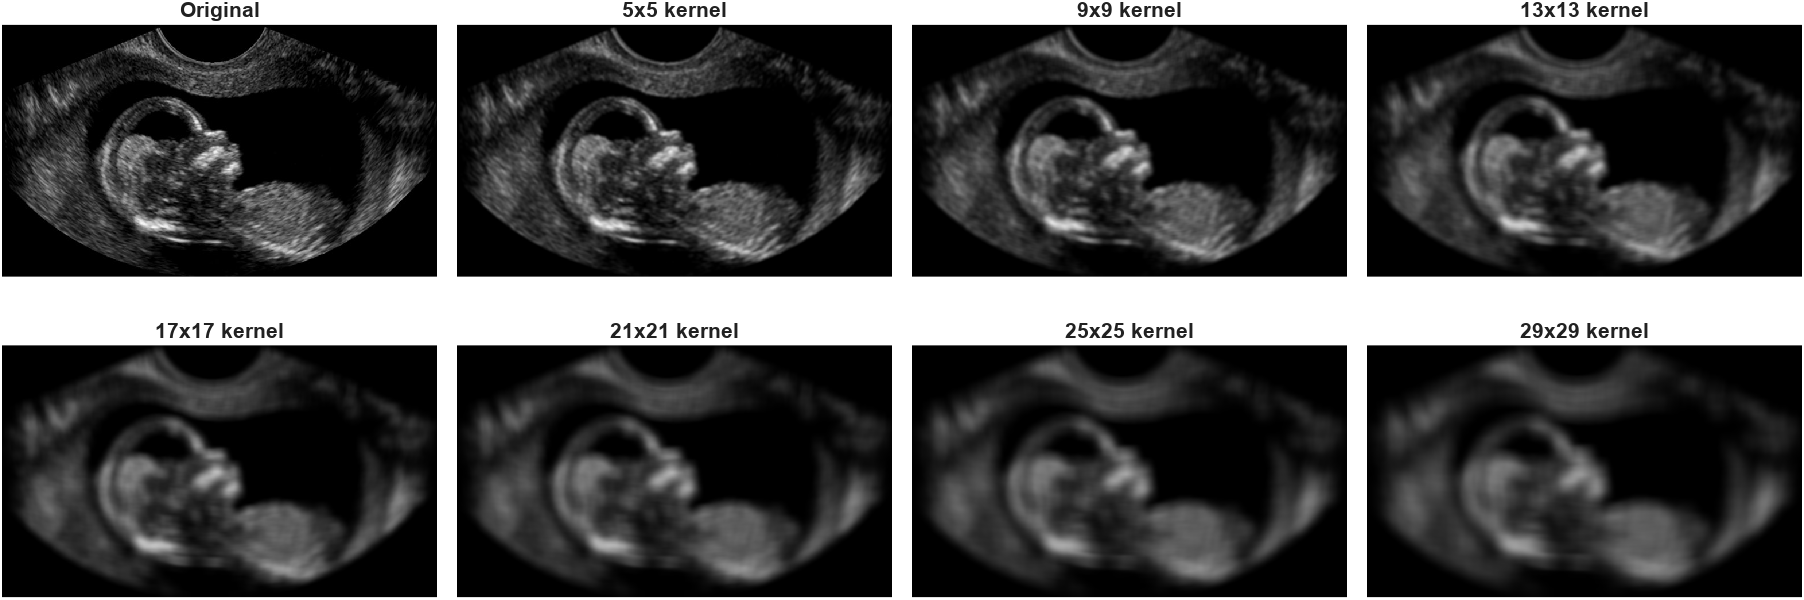 Original
5x5 kernel
9x9 kernel
13x13 kernel
17x17 kernel
21x21 kernel
25x25 kernel
29x29 kernel